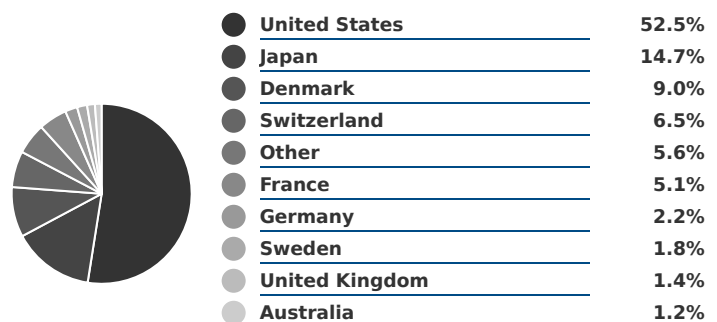 United States 52.5%
Japan 14.7%
Denmark 9.0%
Switzerland 6.5%
Other 5.6%
France 5.1%
Germany 2.2%
Sweden 1.8%
United Kingdom 1.4%
Australia 1.2%